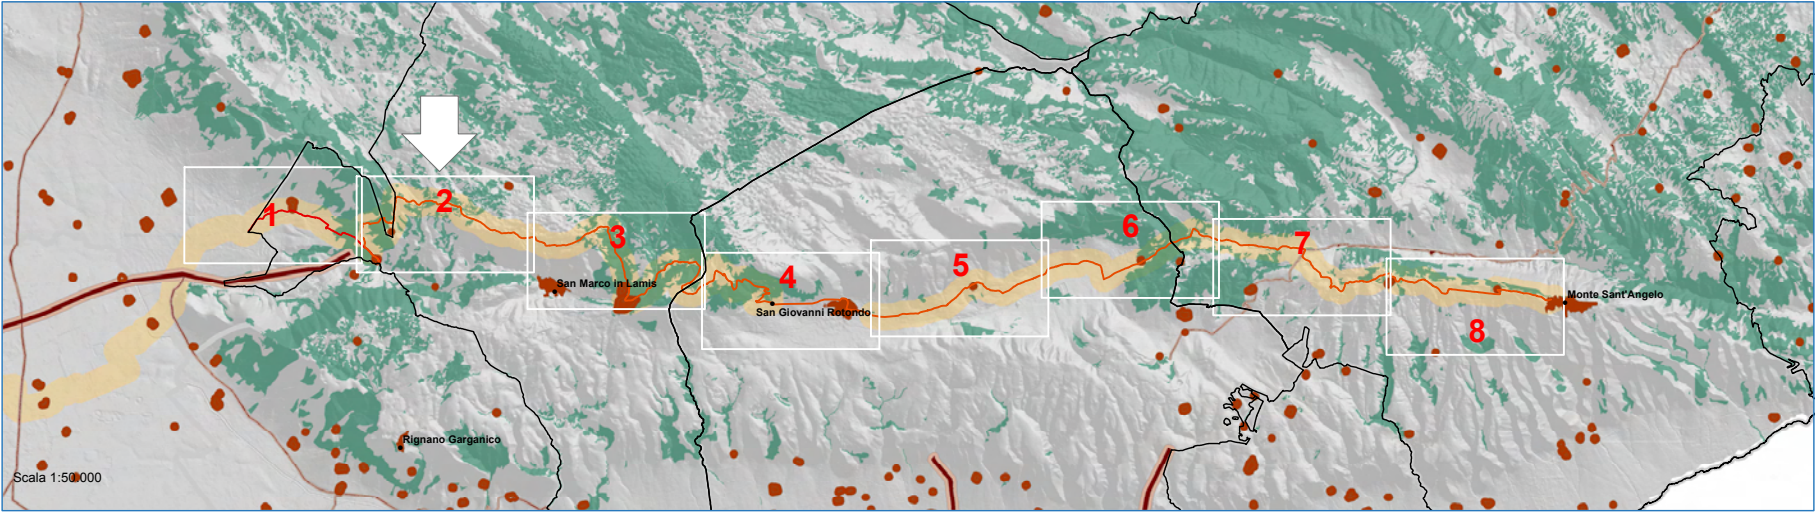 1
2
3
4
5
6
7
8
San Marco in Lamis
San Giovanni Rotondo
Monte Sant'Angelo
Rignano Garganico
Scala 1:50.000